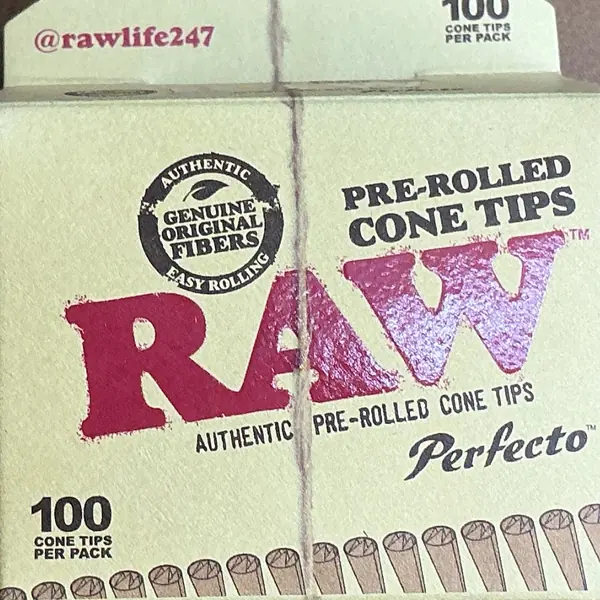 @rawlife247
100
CONE TIPS
PER PACK
AUTHENTIC
GENUINE
ORIGINAL
FIBERS
EASY ROLLING
PRE-ROLLED
CONE TIPS
RAW™
AUTHENTIC PRE-ROLLED CONE TIPS
Perfecto™
100
CONE TIPS
PER PACK